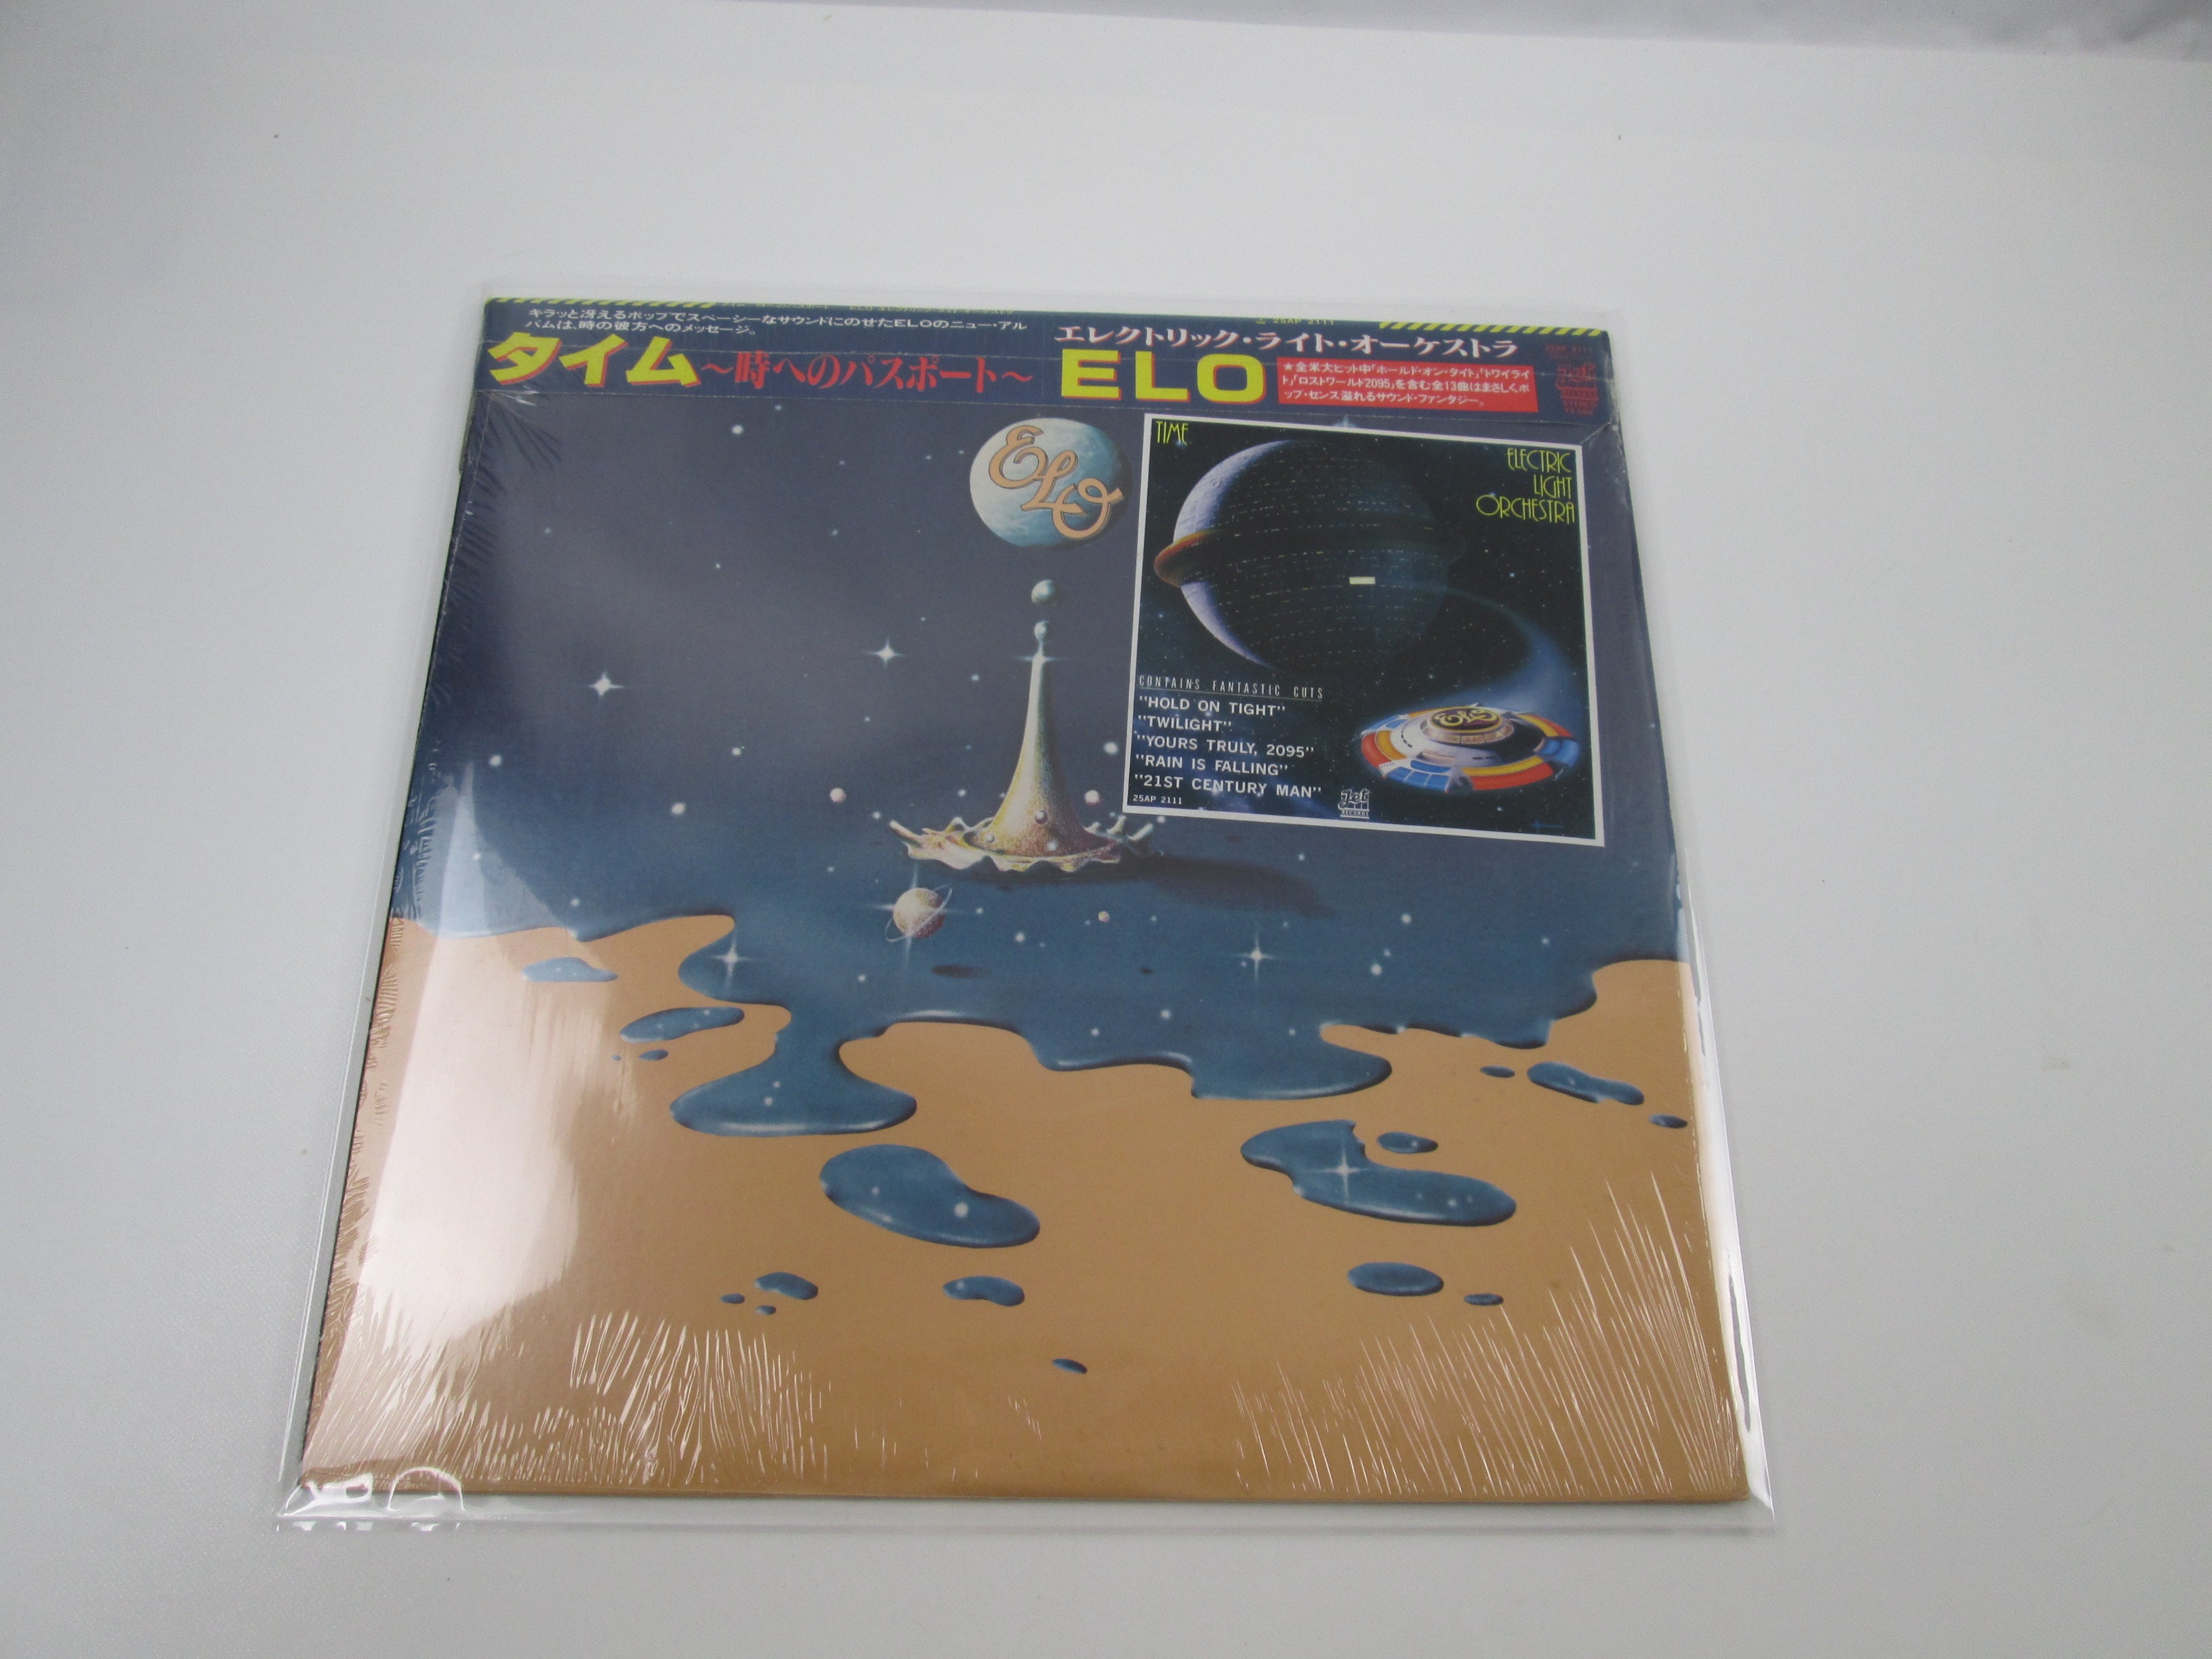 25AP 2111
キラッと冴えるポップでスペーシーなサウンドにのせたELOのニュー・アル
バムは、時の彼方へのメッセージ。
タイム〜時へのパスポート〜
エレクトリック・ライト・オーケストラ
ELO
★全米大ヒット中「ホールド・オン・タイト」「トワイライ
ト」「ロストワールド2095」を含む全13曲はまさしくポ
ップ・センス溢れるサウンド・ファンタジー。
25AP 2111
Jet
ELO
TIME
ELECTRIC
LIGHT
ORCHESTRA
CONTAINS FANTASTIC CUTS
"HOLD ON TIGHT"
"TWILIGHT"
"YOURS TRULY, 2095"
"RAIN IS FALLING"
"21ST CENTURY MAN"
25AP 2111
Jet
RECORDS
ELO